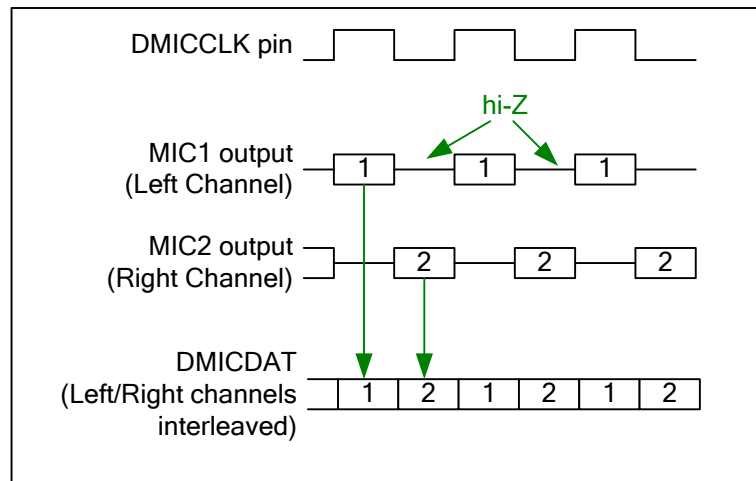 DMICCLK pin
hi-Z
MIC1 output
(Left Channel)
1 1 1
MIC2 output
(Right Channel)
2 2 2
DMICDAT
(Left/Right channels
interleaved)
1 2 1 2 1 2